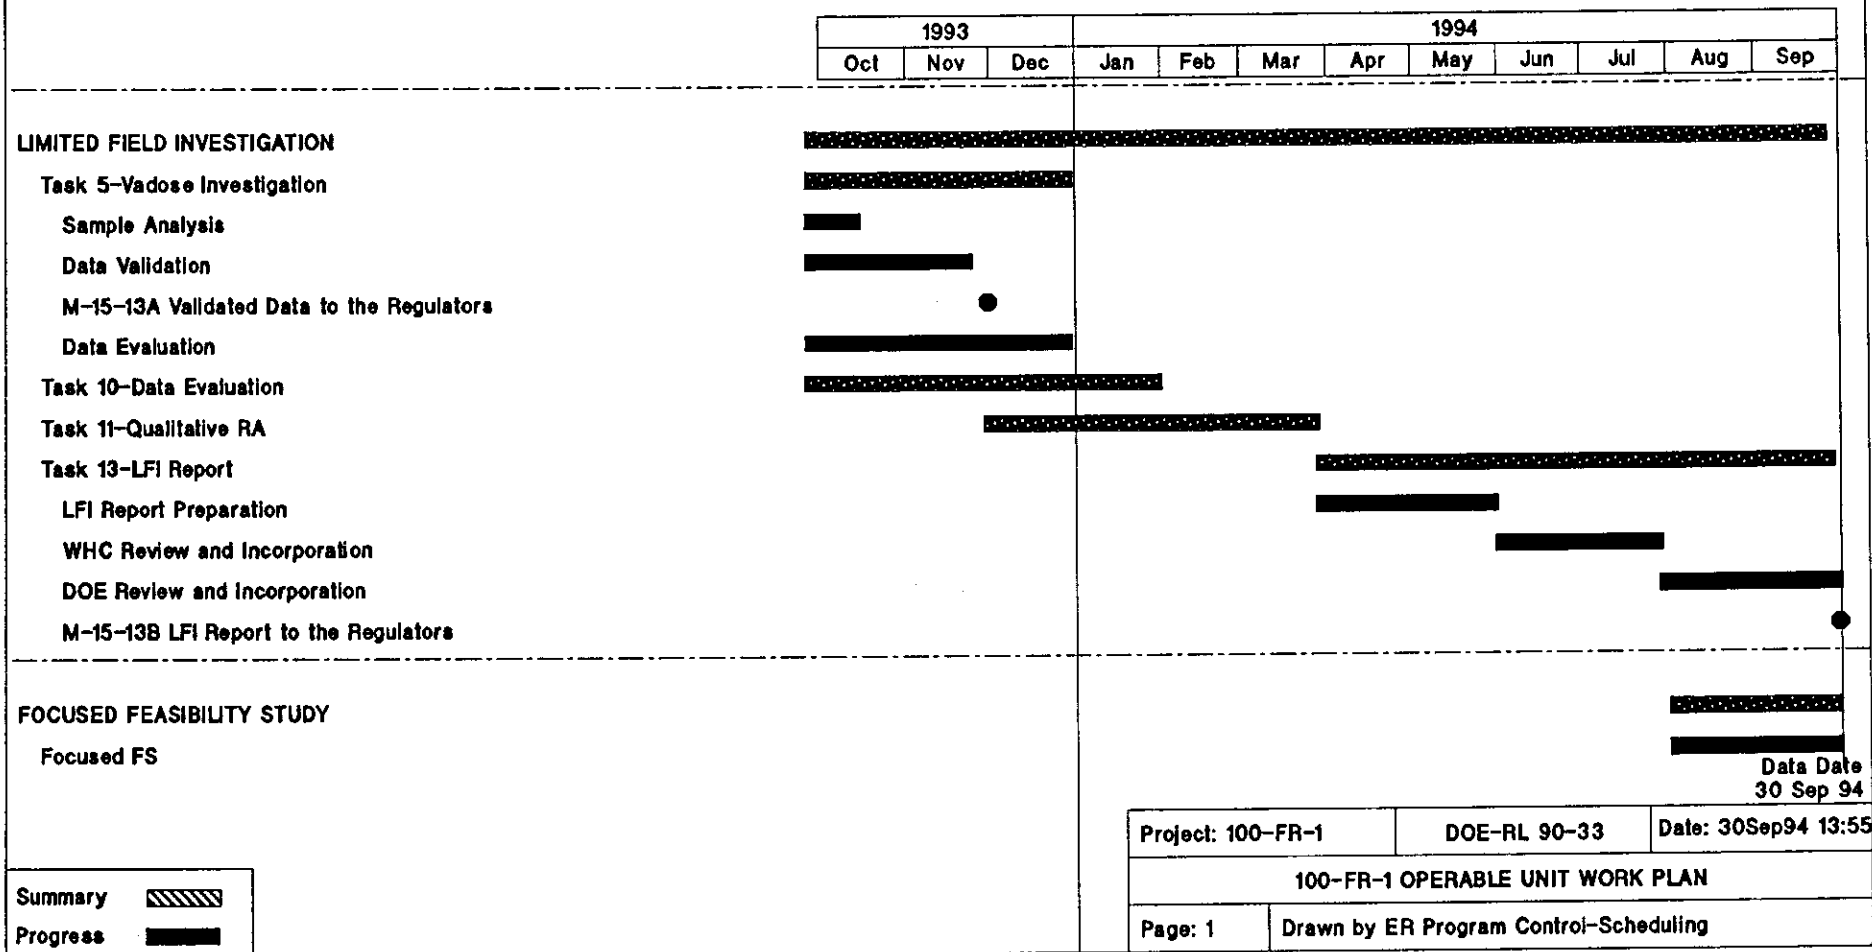 1993 1994
Oct Nov Dec Jan Feb Mar Apr May Jun Jul Aug Sep
LIMITED FIELD INVESTIGATION
Task 5-Vadose Investigation
Sample Analysis
Data Validation
M-15-13A Validated Data to the Regulators
Data Evaluation
Task 10-Data Evaluation
Task 11-Qualitative RA
Task 13-LFI Report
LFI Report Preparation
WHC Review and Incorporation
DOE Review and Incorporation
M-15-13B LFI Report to the Regulators
FOCUSED FEASIBILITY STUDY
Focused FS
Data Date
30 Sep 94
Project: 100-FR-1 DOE-RL 90-33 Date: 30Sep94 13:55
100-FR-1 OPERABLE UNIT WORK PLAN
Page: 1 Drawn by ER Program Control-Scheduling
Summary
Progress